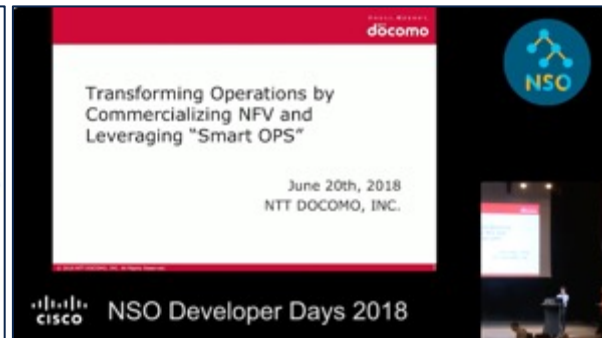 döcomo
Transforming Operations by
Commercializing NFV and
Leveraging "Smart OPS"
June 20th, 2018
NTT DOCOMO, INC.
NSO
CISCO
NSO Developer Days 2018